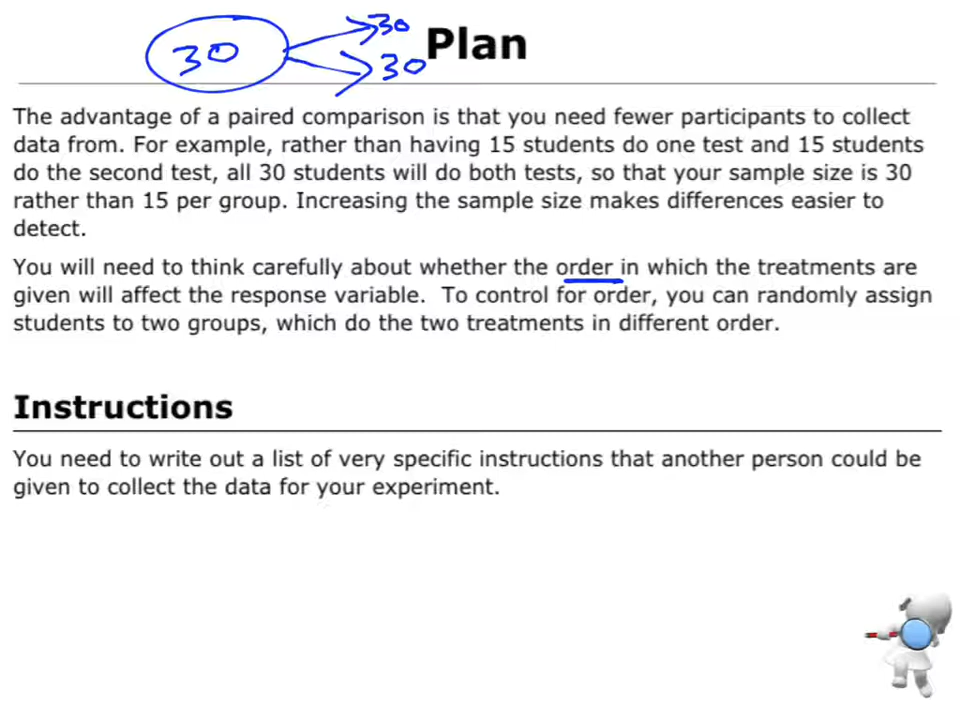 30
30
30
Plan
The advantage of a paired comparison is that you need fewer participants to collect
data from. For example, rather than having 15 students do one test and 15 students
do the second test, all 30 students will do both tests, so that your sample size is 30
rather than 15 per group. Increasing the sample size makes differences easier to
detect.
You will need to think carefully about whether the order in which the treatments are
given will affect the response variable. To control for order, you can randomly assign
students to two groups, which do the two treatments in different order.
Instructions
You need to write out a list of very specific instructions that another person could be
given to collect the data for your experiment.